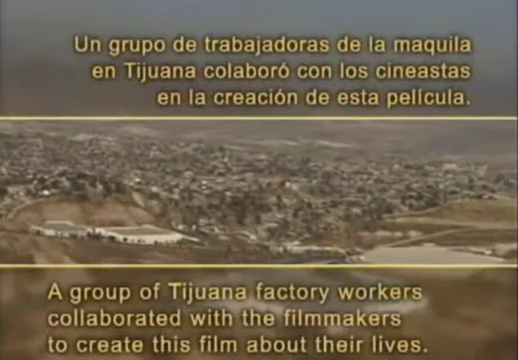 Un grupo de trabajadoras de la maquila
en Tijuana colaboró con los cineastas
en la creación de esta película.
A group of Tijuana factory workers
collaborated with the filmmakers
to create this film about their lives.